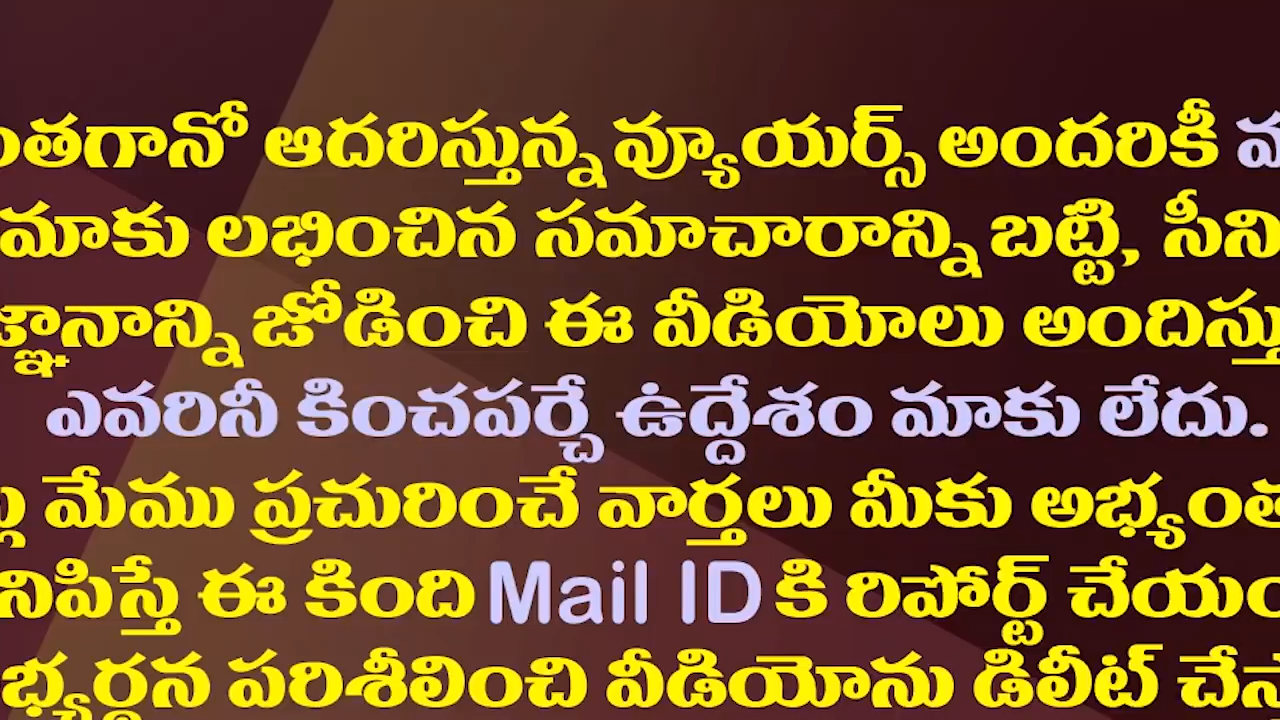 ఆదరిస్తున్న వ్యూయర్స్ అందరికీ
మాకు లభించిన సమాచారాన్ని బట్టి,
జోడించి ఈ వీడియోలు
ఎవరినీ కించపర్చే ఉద్దేశం మాకు లేదు.
మేము ప్రచురించే వార్తలు మీకు
ఈ కింది Mail ID కి రిపోర్ట్
పరిశీలించి వీడియోను డిలీట్